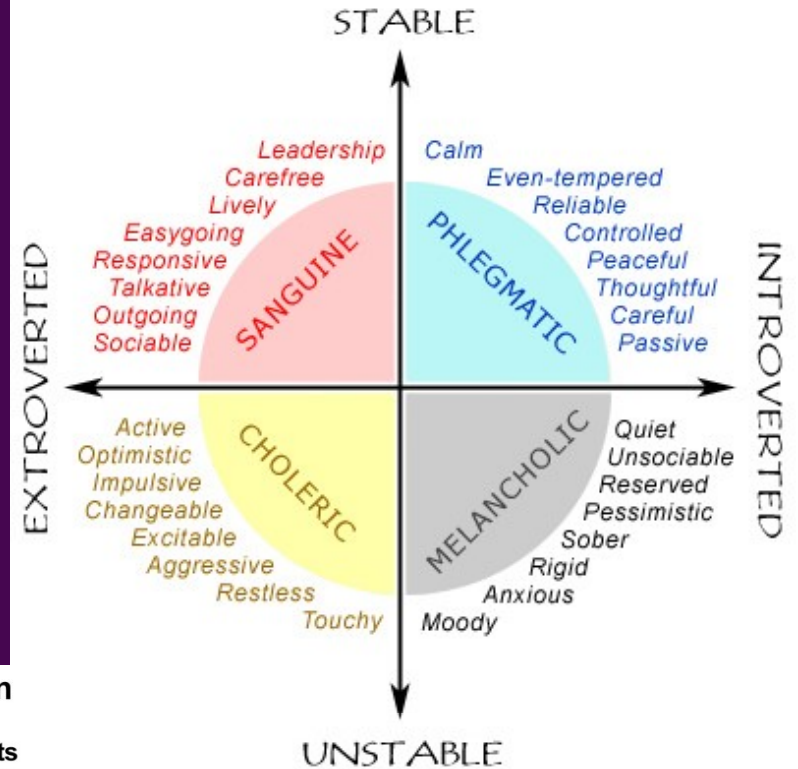 STABLE
Leadership
Carefree
Lively
Easygoing
Responsive
Talkative
Outgoing
Sociable
SANGUINE
Calm
Even-tempered
Reliable
Controlled
Peaceful
Thoughtful
Careful
Passive
PHLEGMATIC
EXTROVERTED
INTROVERTED
Active
Optimistic
Impulsive
Changeable
Excitable
Aggressive
Restless
Touchy
CHOLERIC
Quiet
Unsociable
Reserved
Pessimistic
Sober
Rigid
Anxious
Moody
MELANCHOLIC
UNSTABLE